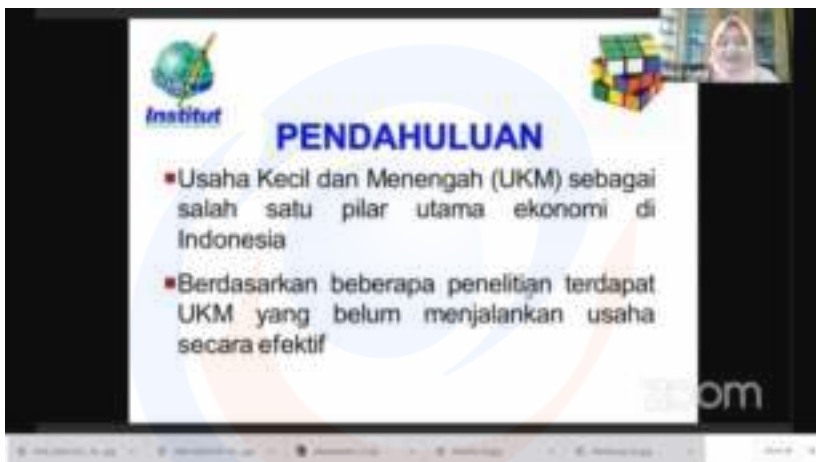 Institut
PENDAHULUAN
Usaha Kecil dan Menengah (UKM) sebagai
salah satu pilar utama ekonomi di
Indonesia
Berdasarkan beberapa penelitian terdapat
UKM yang belum menjalankan usaha
secara efektif
zoom